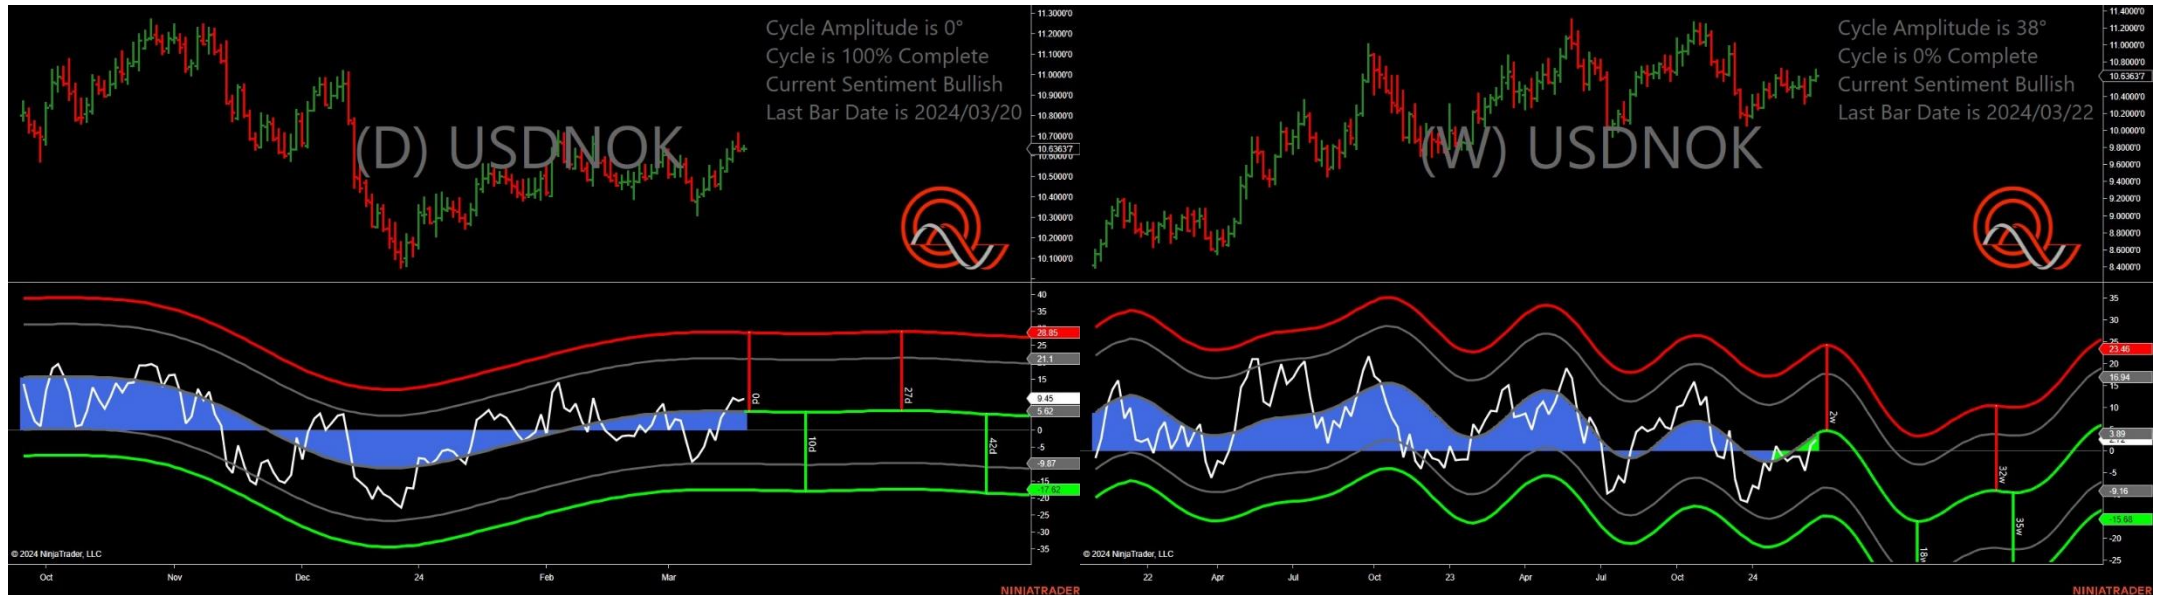 Cycle Amplitude is 0°
Cycle is 100% Complete
Current Sentiment Bullish
Last Bar Date is 2024/03/20
(D) USDNOK
11.3000'0
11.2000'0
11.1000'0
11.0000'0
10.9000'0
10.8000'0
10.7000'0
10.6363'7
10.6000'0
10.5000'0
10.4000'0
10.3000'0
10.2000'0
10.1000'0
40
35
28.85
25
21.1
15
9.45
5.62
0
-5
-9.87
-15
-17.62
-20
-25
-30
-35
0d
27d
10d
42d
© 2024 NinjaTrader, LLC
Oct Nov Dec 24 Feb Mar
NINJATRADER
Cycle Amplitude is 38°
Cycle is 0% Complete
Current Sentiment Bullish
Last Bar Date is 2024/03/22
(W) USDNOK
11.4000'0
11.2000'0
11.0000'0
10.8000'0
10.6363'7
10.4000'0
10.2000'0
10.0000'0
9.8000'0
9.6000'0
9.4000'0
9.2000'0
9.0000'0
8.8000'0
8.6000'0
8.4000'0
35
30
25
23.46
20
16.94
15
10
5
3.89
0
-5
-9.16
-15.68
-20
-25
2w
32w
18w
35w
© 2024 NinjaTrader, LLC
22 Apr Jul Oct 23 Apr Jul Oct 24
NINJATRADER